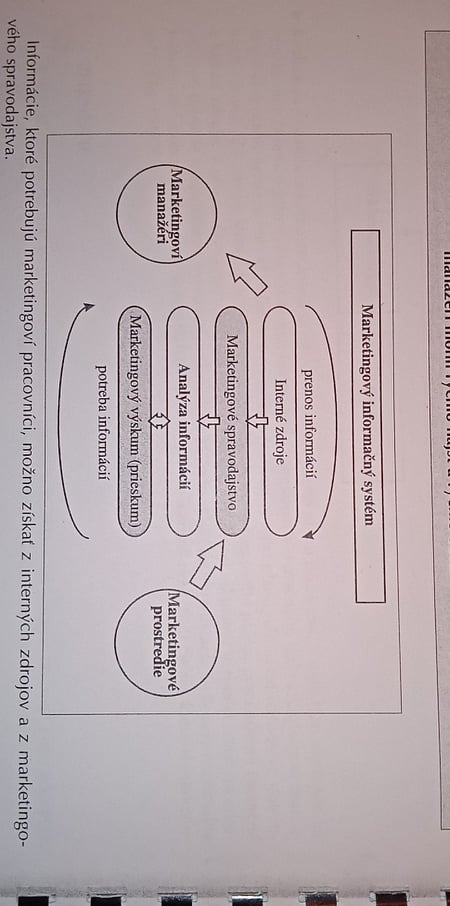 Marketingový informačný systém
prenos informácií
Interné zdroje
Marketingové spravodajstvo
Analýza informácií
Marketingový výskum (prieskum)
potreba informácií
Marketingoví
manažéri
Marketingové
prostredie
Informácie, ktoré potrebujú marketingoví pracovníci, možno získať z interných zdrojov a z marketingo-
vého spravodajstva.